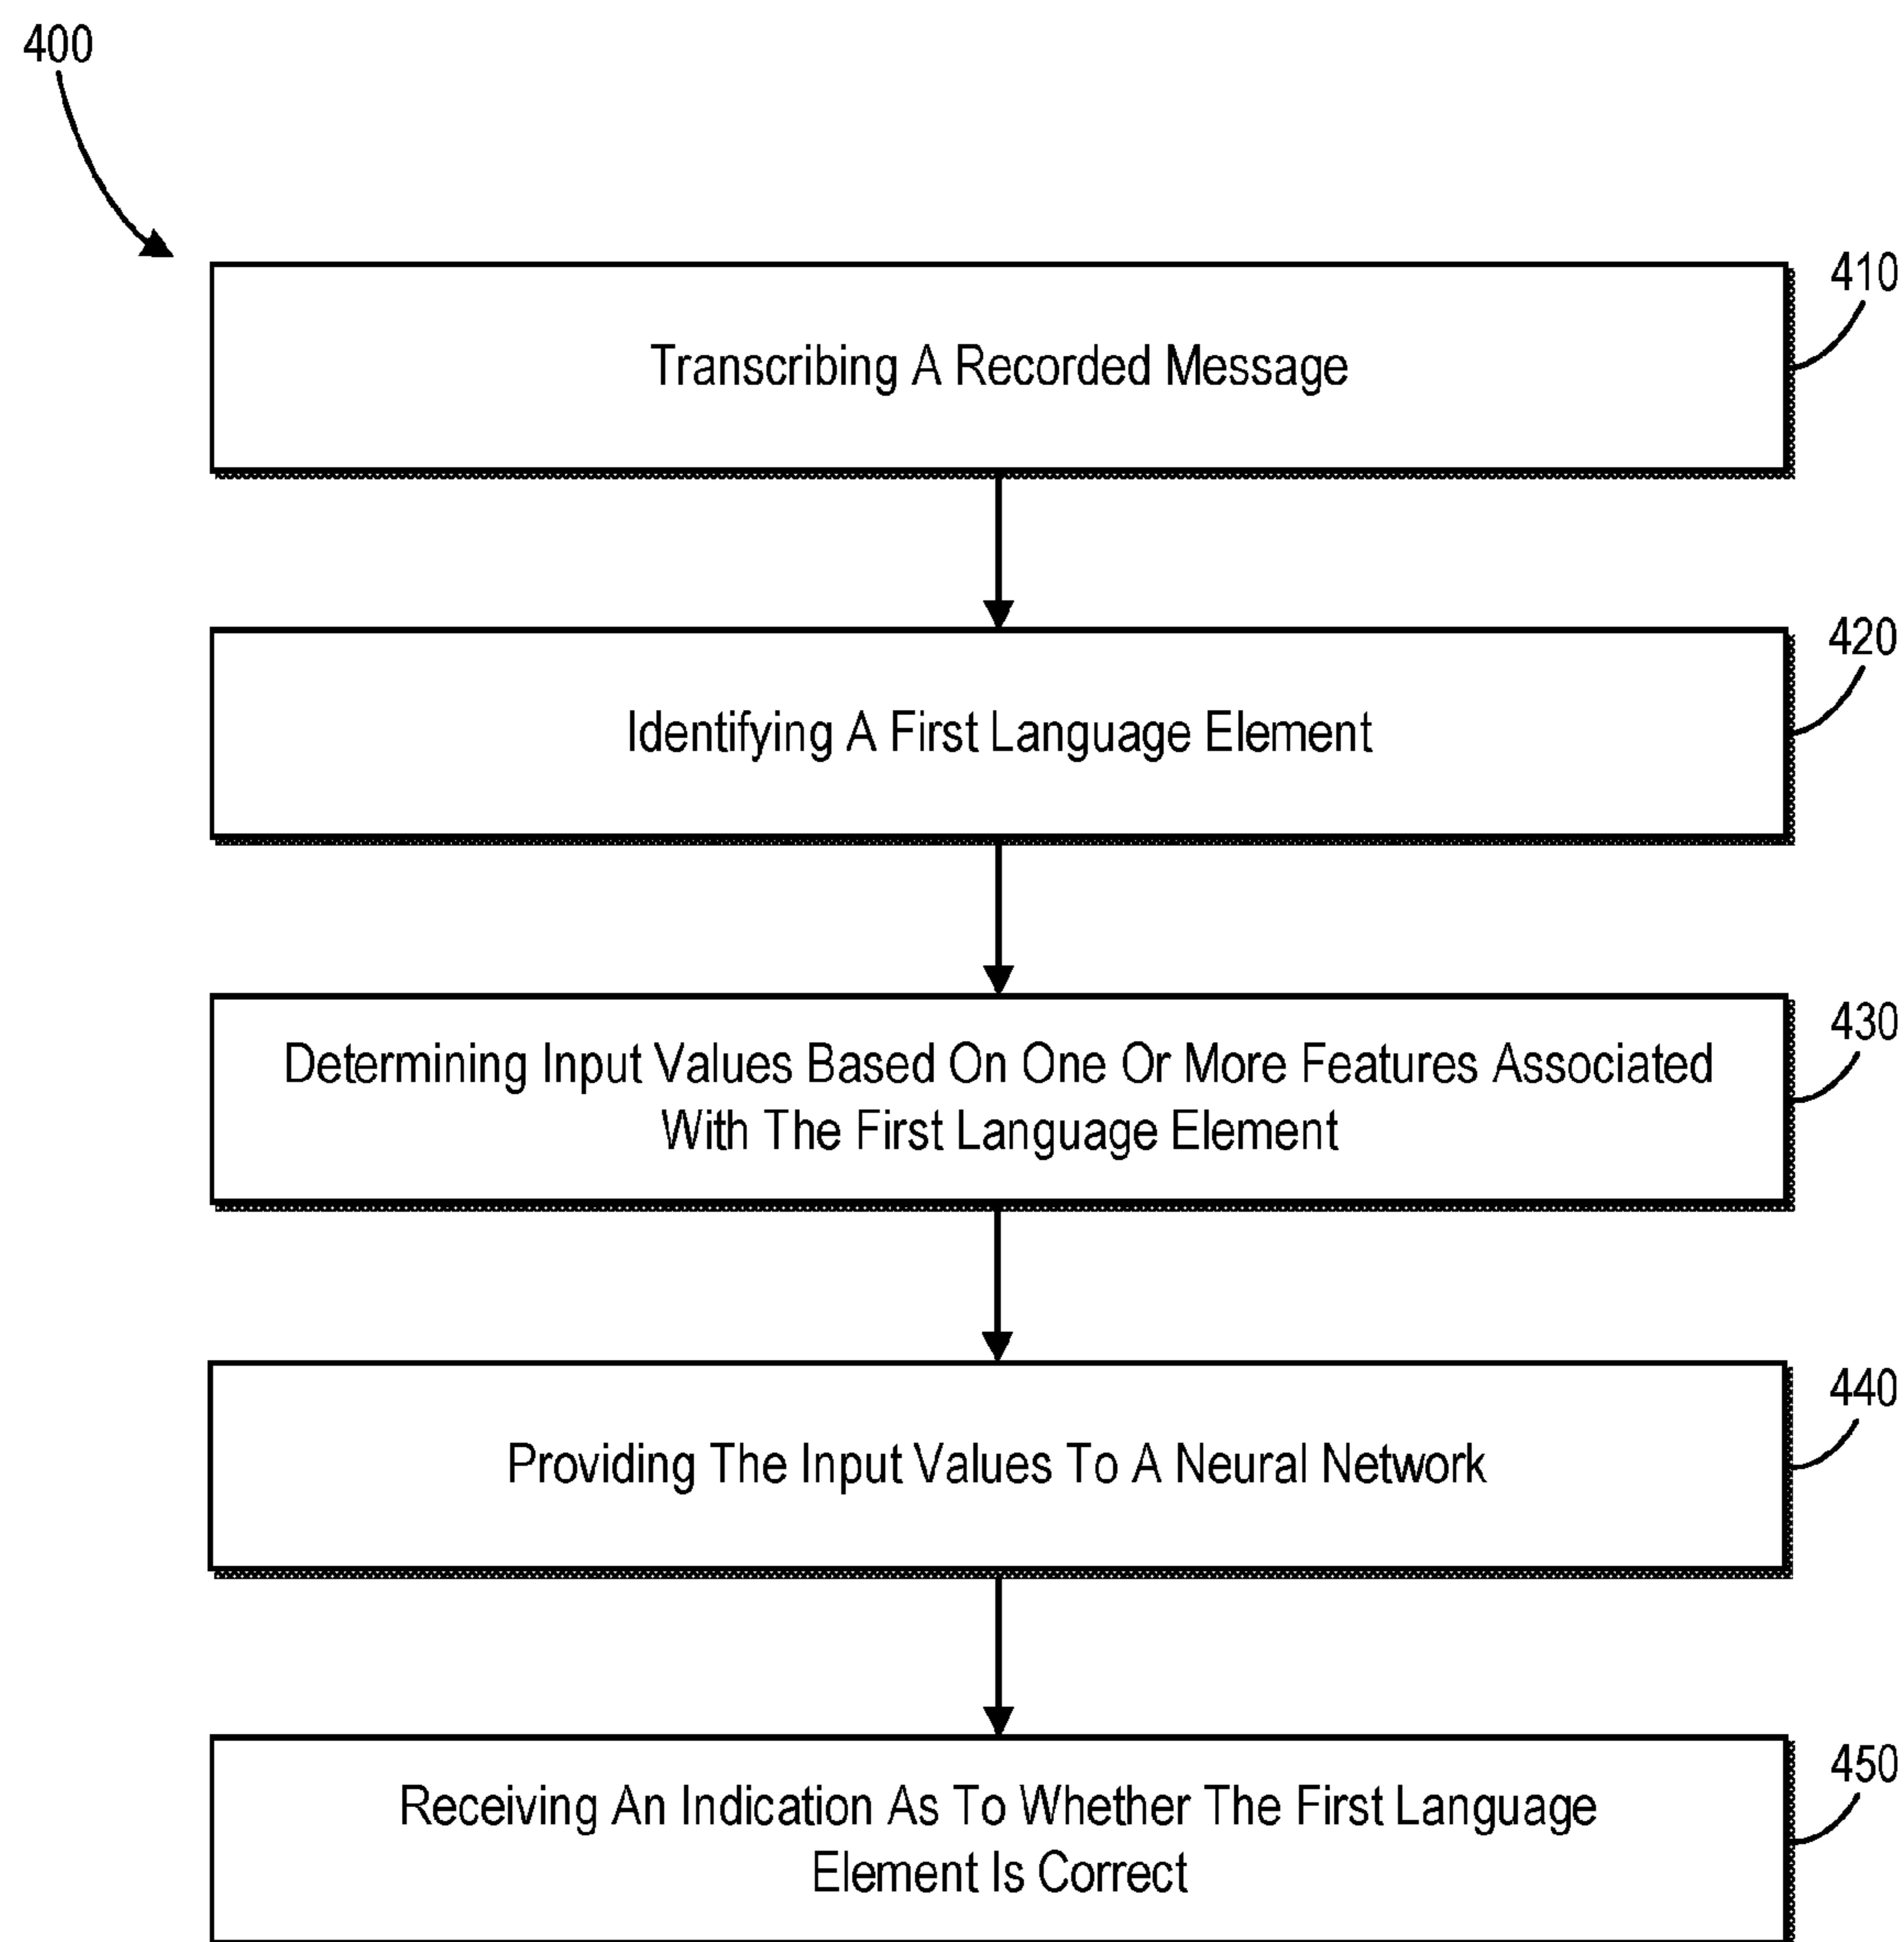 400
410
Transcribing A Recorded Message
420
Identifying A First Language Element
430
Determining Input Values Based On One Or More Features Associated
With The First Language Element
440
Providing The Input Values To A Neural Network
450
Receiving An Indication As To Whether The First Language
Element Is Correct